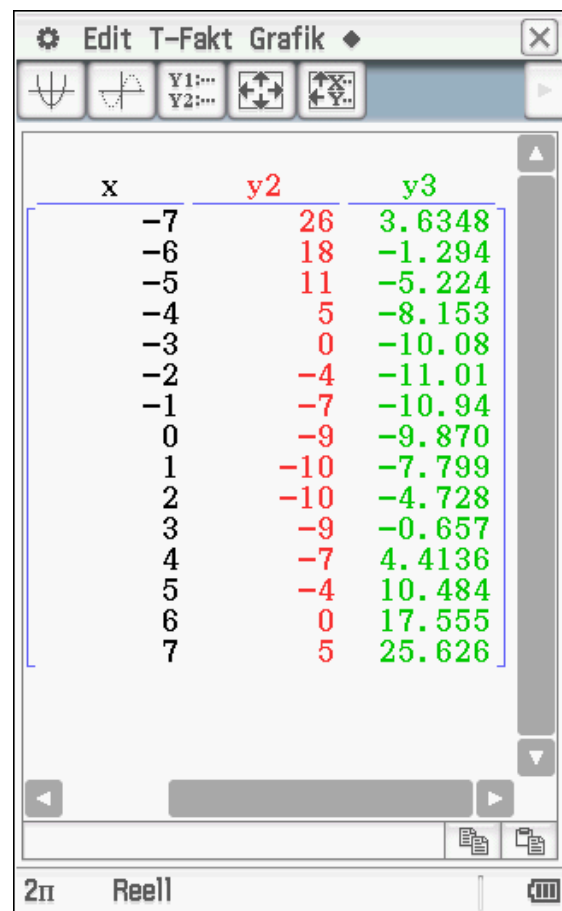 Edit T-Fakt Grafik ◆
Y1:…
Y2:…
X..
Y..
x y2 y3
-7 26 3.6348
-6 18 -1.294
-5 11 -5.224
-4 5 -8.153
-3 0 -10.08
-2 -4 -11.01
-1 -7 -10.94
0 -9 -9.870
1 -10 -7.799
2 -10 -4.728
3 -9 -0.657
4 -7 4.4136
5 -4 10.484
6 0 17.555
7 5 25.626
2π Reell